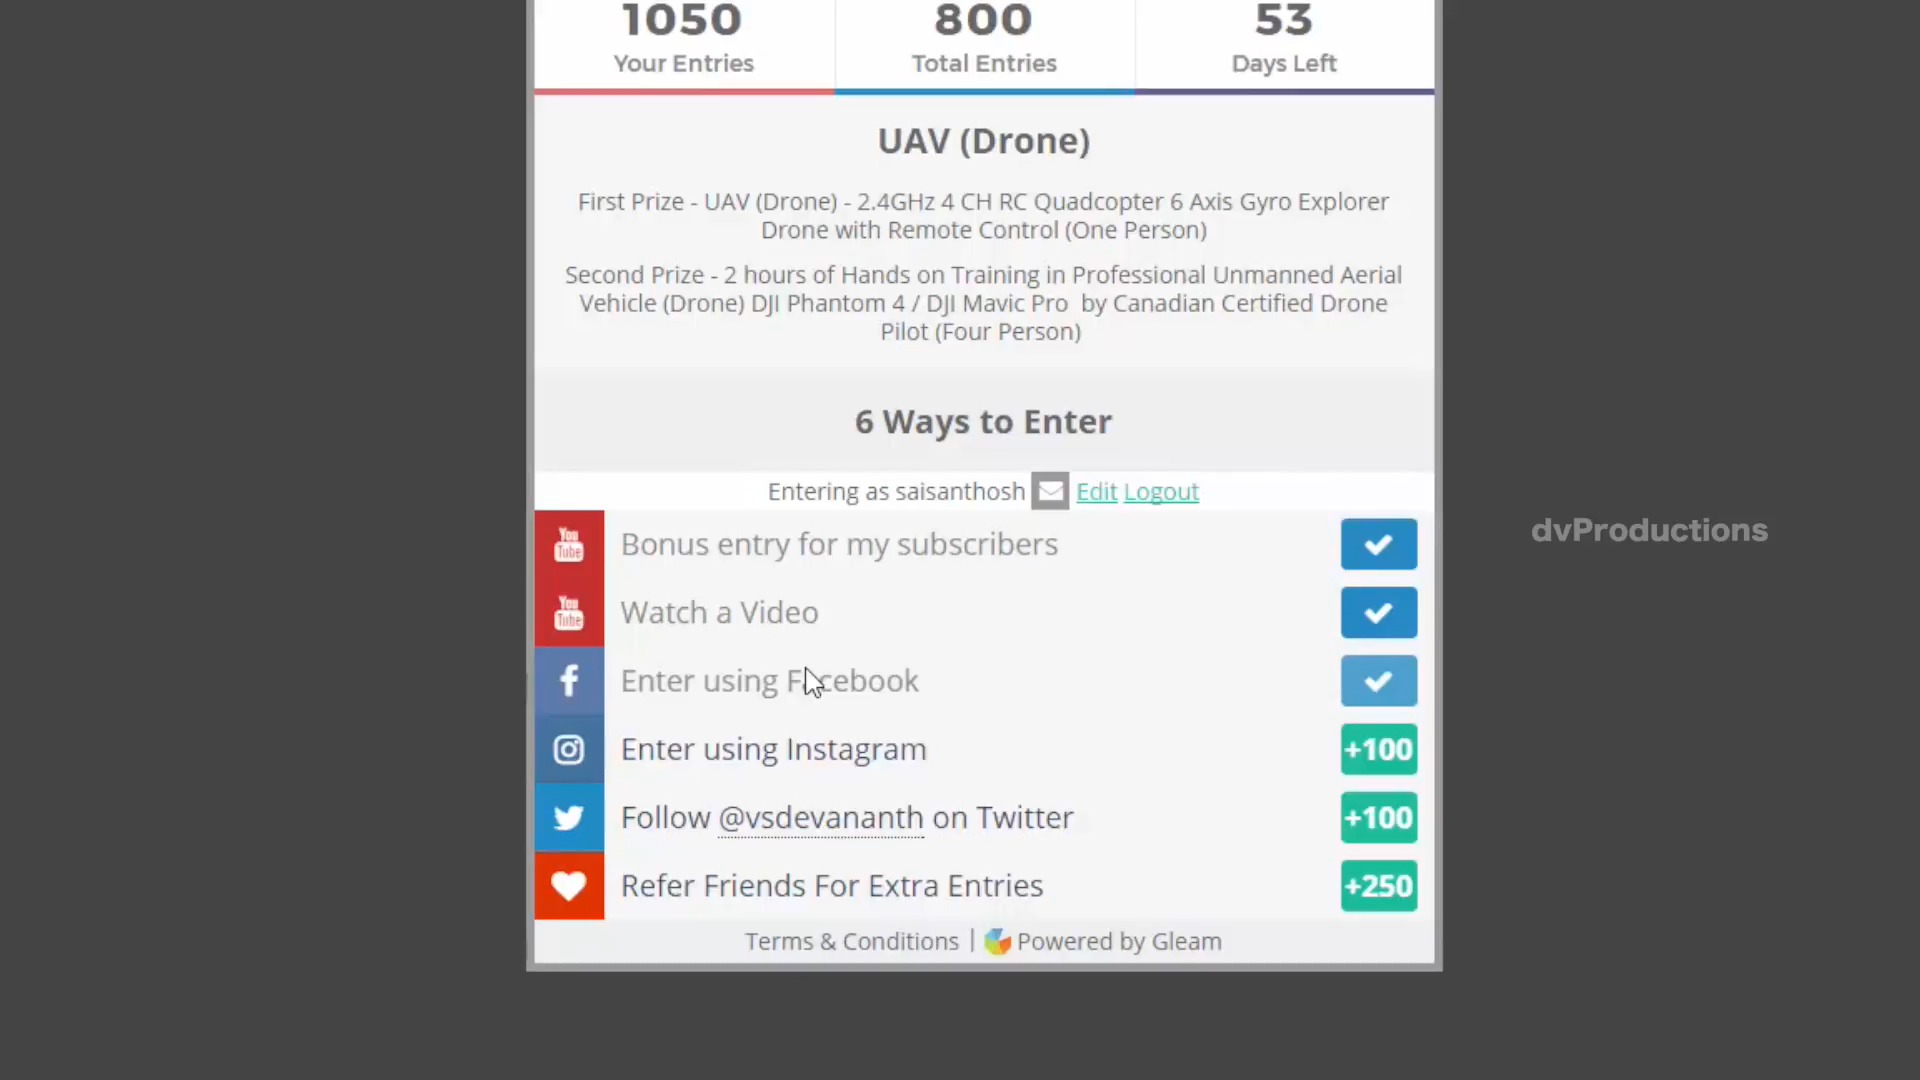 1050 800 53
Your Entries Total Entries Days Left
UAV (Drone)
First Prize - UAV (Drone) - 2.4GHz 4 CH RC Quadcopter 6 Axis Gyro Explorer
Drone with Remote Control (One Person)
Second Prize - 2 hours of Hands on Training in Professional Unmanned Aerial
Vehicle (Drone) DJI Phantom 4 / DJI Mavic Pro by Canadian Certified Drone
Pilot (Four Person)
6 Ways to Enter
Entering as saisanthosh Edit Logout
You Tube Bonus entry for my subscribers
You Tube Watch a Video
Enter using Facebook
Enter using Instagram +100
Follow @vsdevananth on Twitter +100
Refer Friends For Extra Entries +250
Terms & Conditions | Powered by Gleam
dvProductions